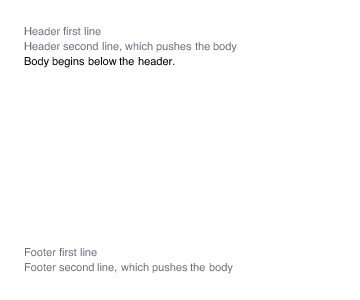 Header first line
Header second line, which pushes the body
Body begins below the header.
Footer first line
Footer second line, which pushes the body